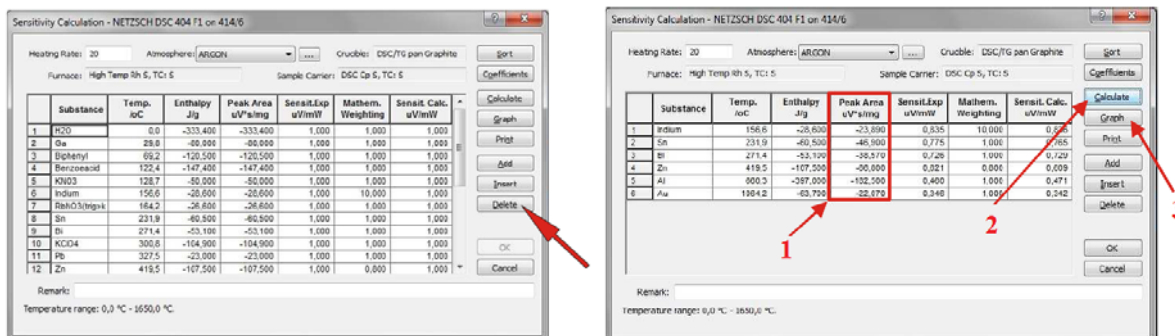 Sensitivity Calculation - NETZSCH DSC 404 F1 on 414/6
Heating Rate: 20 Atmosphere: ARGON ... Crucible: DSC/TG pan Graphite Sort
Furnace: High Temp Rh S, TC: S Sample Carrier: DSC Cp S, TC: S Coefficients
Calculate
Graph
Print
Add
Insert
Delete
OK
Cancel
Substance Temp. /oC Enthalpy J/g Peak Area uV*s/mg Sensit.Exp uV/mW Mathem. Weighting Sensit. Calc. uV/mW
1 H2O 0,0 -333,400 -333,400 1,000 1,000 1,000
2 Ga 29,8 -80,000 -80,000 1,000 1,000 1,000
3 Biphenyl 69,2 -120,500 -120,500 1,000 1,000 1,000
4 Benzoeacid 122,4 -147,400 -147,400 1,000 1,000 1,000
5 KNO3 128,7 -50,000 -50,000 1,000 1,000 1,000
6 Indium 156,6 -28,600 -28,600 1,000 10,000 1,000
7 RbNO3(trig>k 164,2 -26,600 -26,600 1,000 1,000 1,000
8 Sn 231,9 -60,500 -60,500 1,000 1,000 1,000
9 Bi 271,4 -53,100 -53,100 1,000 1,000 1,000
10 KClO4 300,8 -104,900 -104,900 1,000 1,000 1,000
11 Pb 327,5 -23,000 -23,000 1,000 1,000 1,000
12 Zn 419,5 -107,500 -107,500 1,000 0,000 1,000
Remark:
Temperature range: 0,0 °C - 1650,0 °C.
Sensitivity Calculation - NETZSCH DSC 404 F1 on 414/6
Heating Rate: 20 Atmosphere: ARGON ... Crucible: DSC/TG pan Graphite Sort
Furnace: High Temp Rh S, TC: S Sample Carrier: DSC Cp S, TC: S Coefficients
Calculate
Graph
Print
Add
Insert
Delete
OK
Cancel
Substance Temp. /oC Enthalpy J/g Peak Area uV*s/mg Sensit.Exp uV/mW Mathem. Weighting Sensit. Calc. uV/mW
1 Indium 156,6 -28,600 -23,890 0,835 10,000
2 Sn 231,9 -60,500 -46,900 0,775 1,000 0,765
3 Bi 271,4 -53,100 -38,570 0,726 1,000 0,729
4 Zn 419,5 -107,500 0,000
5 Al -397,000 1,000 0,471
6 Au 1064,2 -63,700 -22,070 1,000 0,342
1
2
3
Remark:
Temperature range: 0,0 °C - 1650,0 °C.